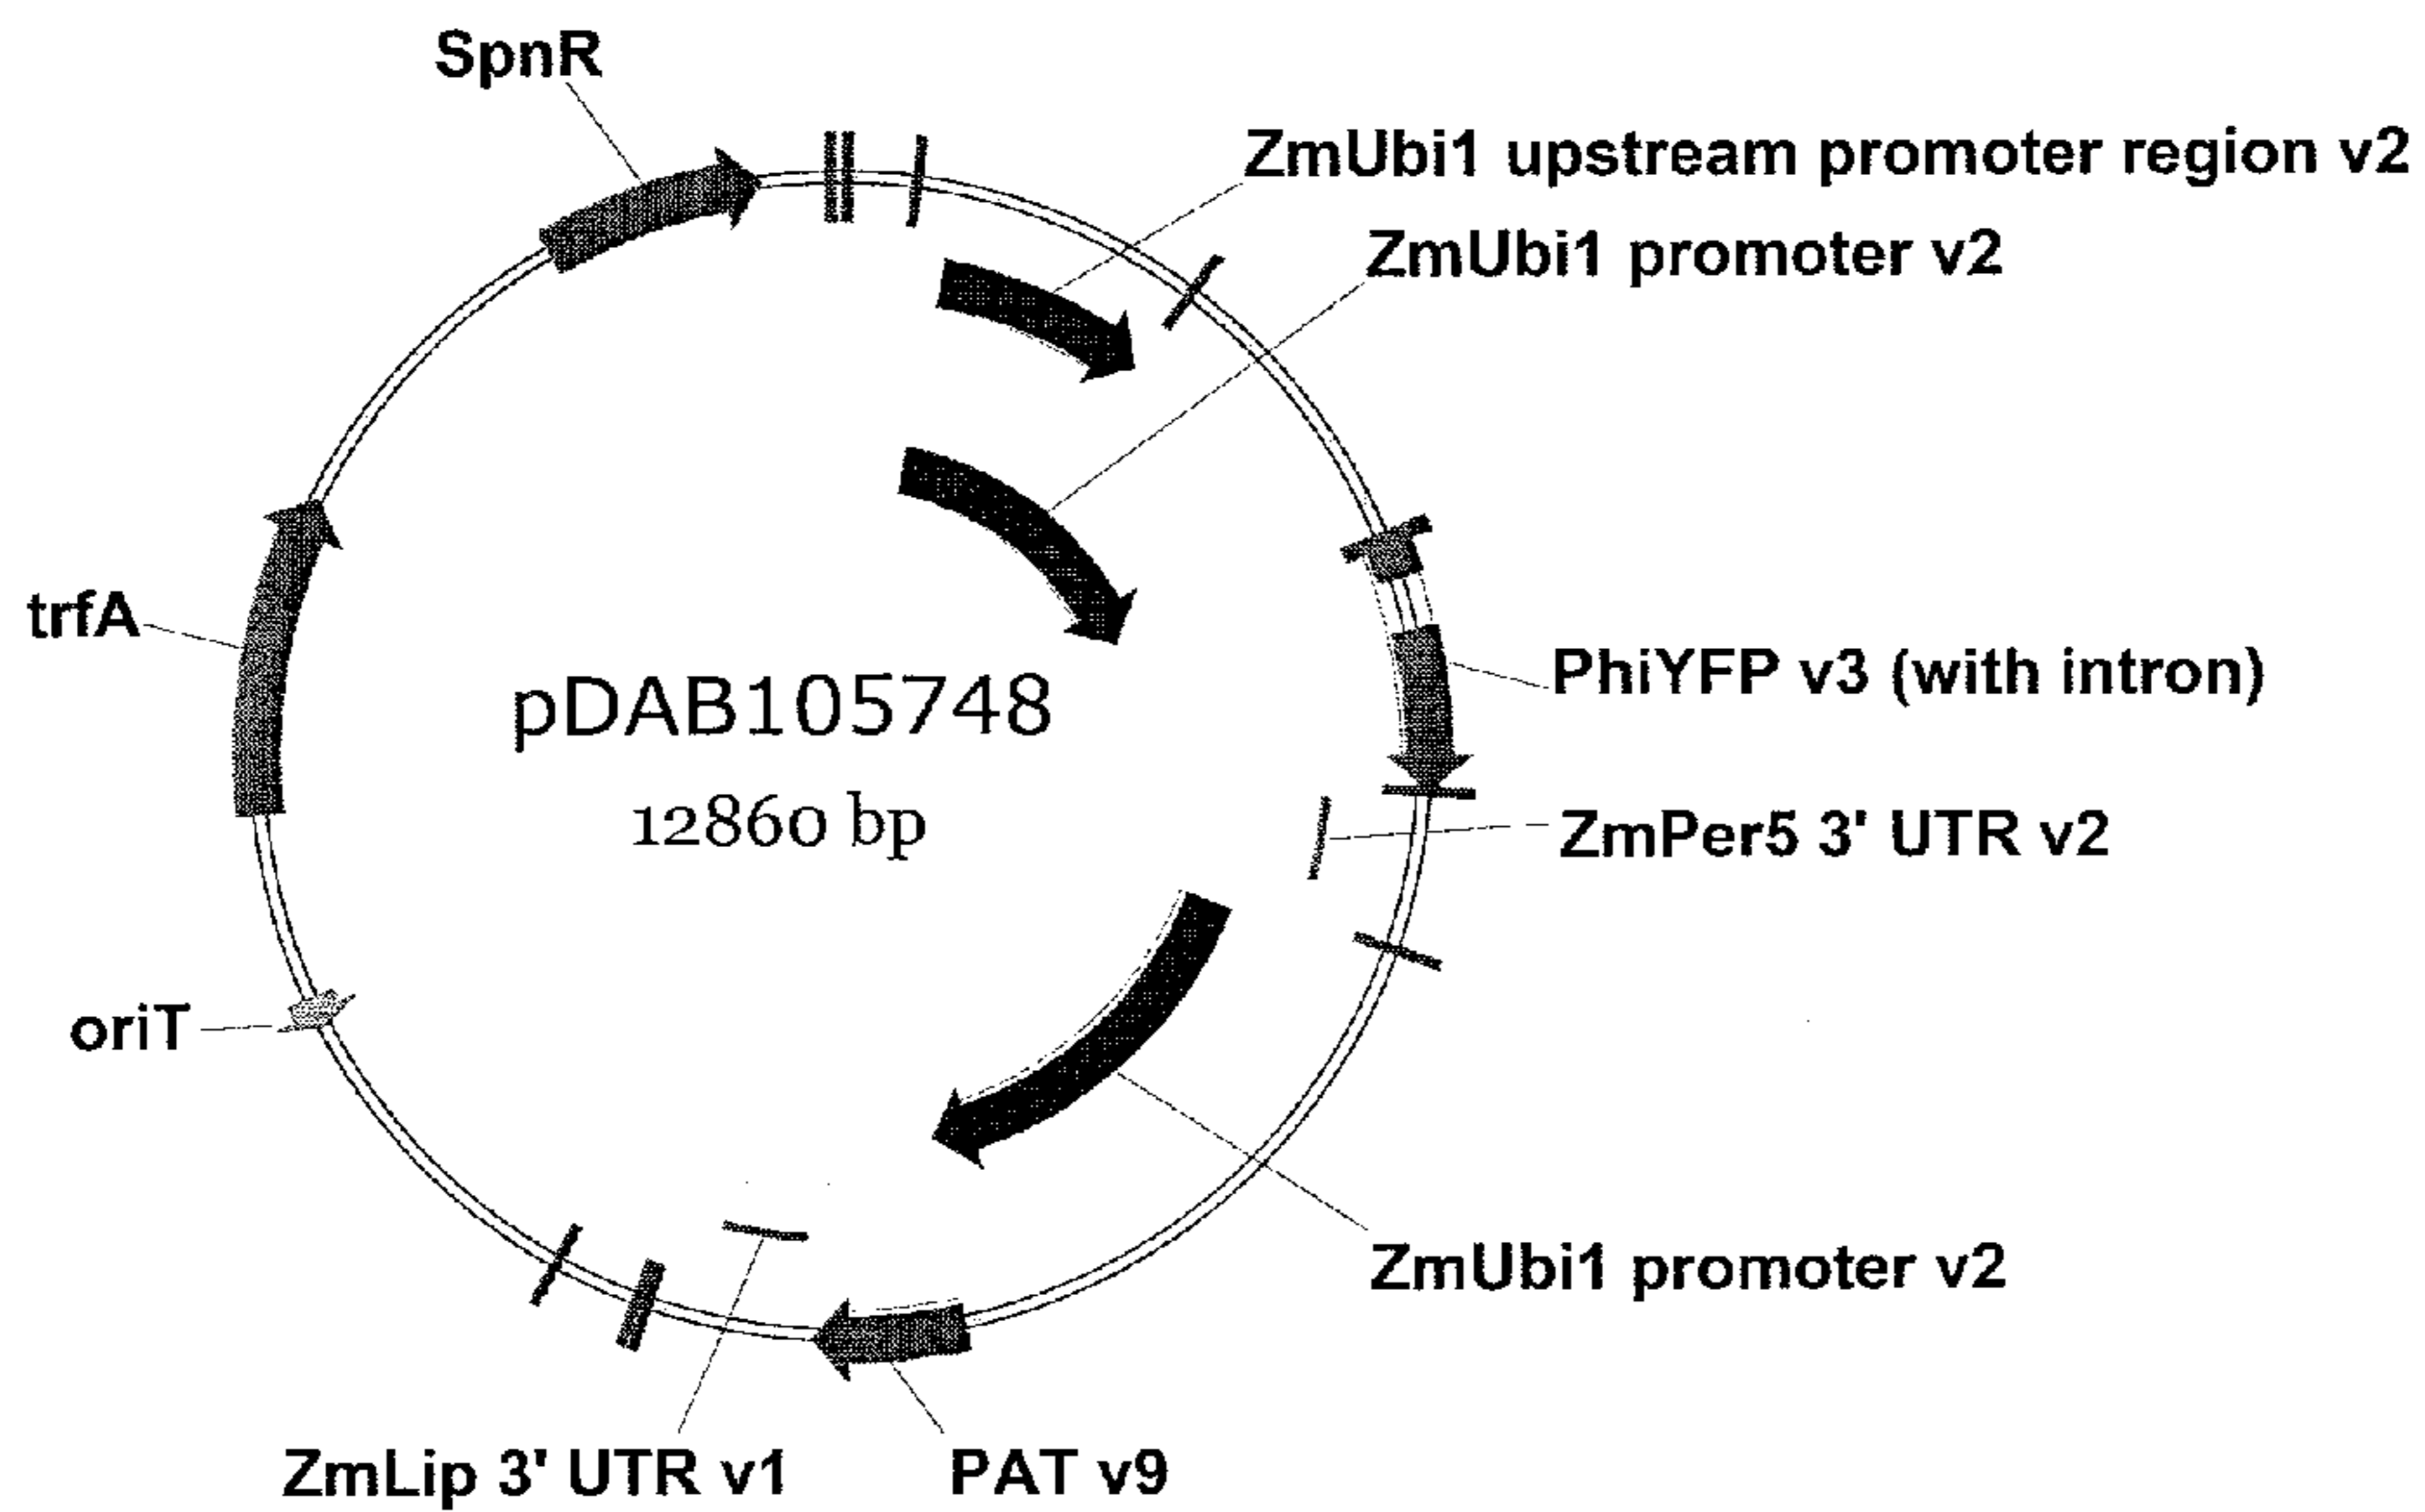 SpnR
ZmUbi1 upstream promoter region v2
ZmUbi1 promoter v2
trfA
PhiYFP v3 (with intron)
pDAB105748
12860 bp
ZmPer5 3' UTR v2
oriT
ZmUbi1 promoter v2
ZmLip 3' UTR v1
PAT v9